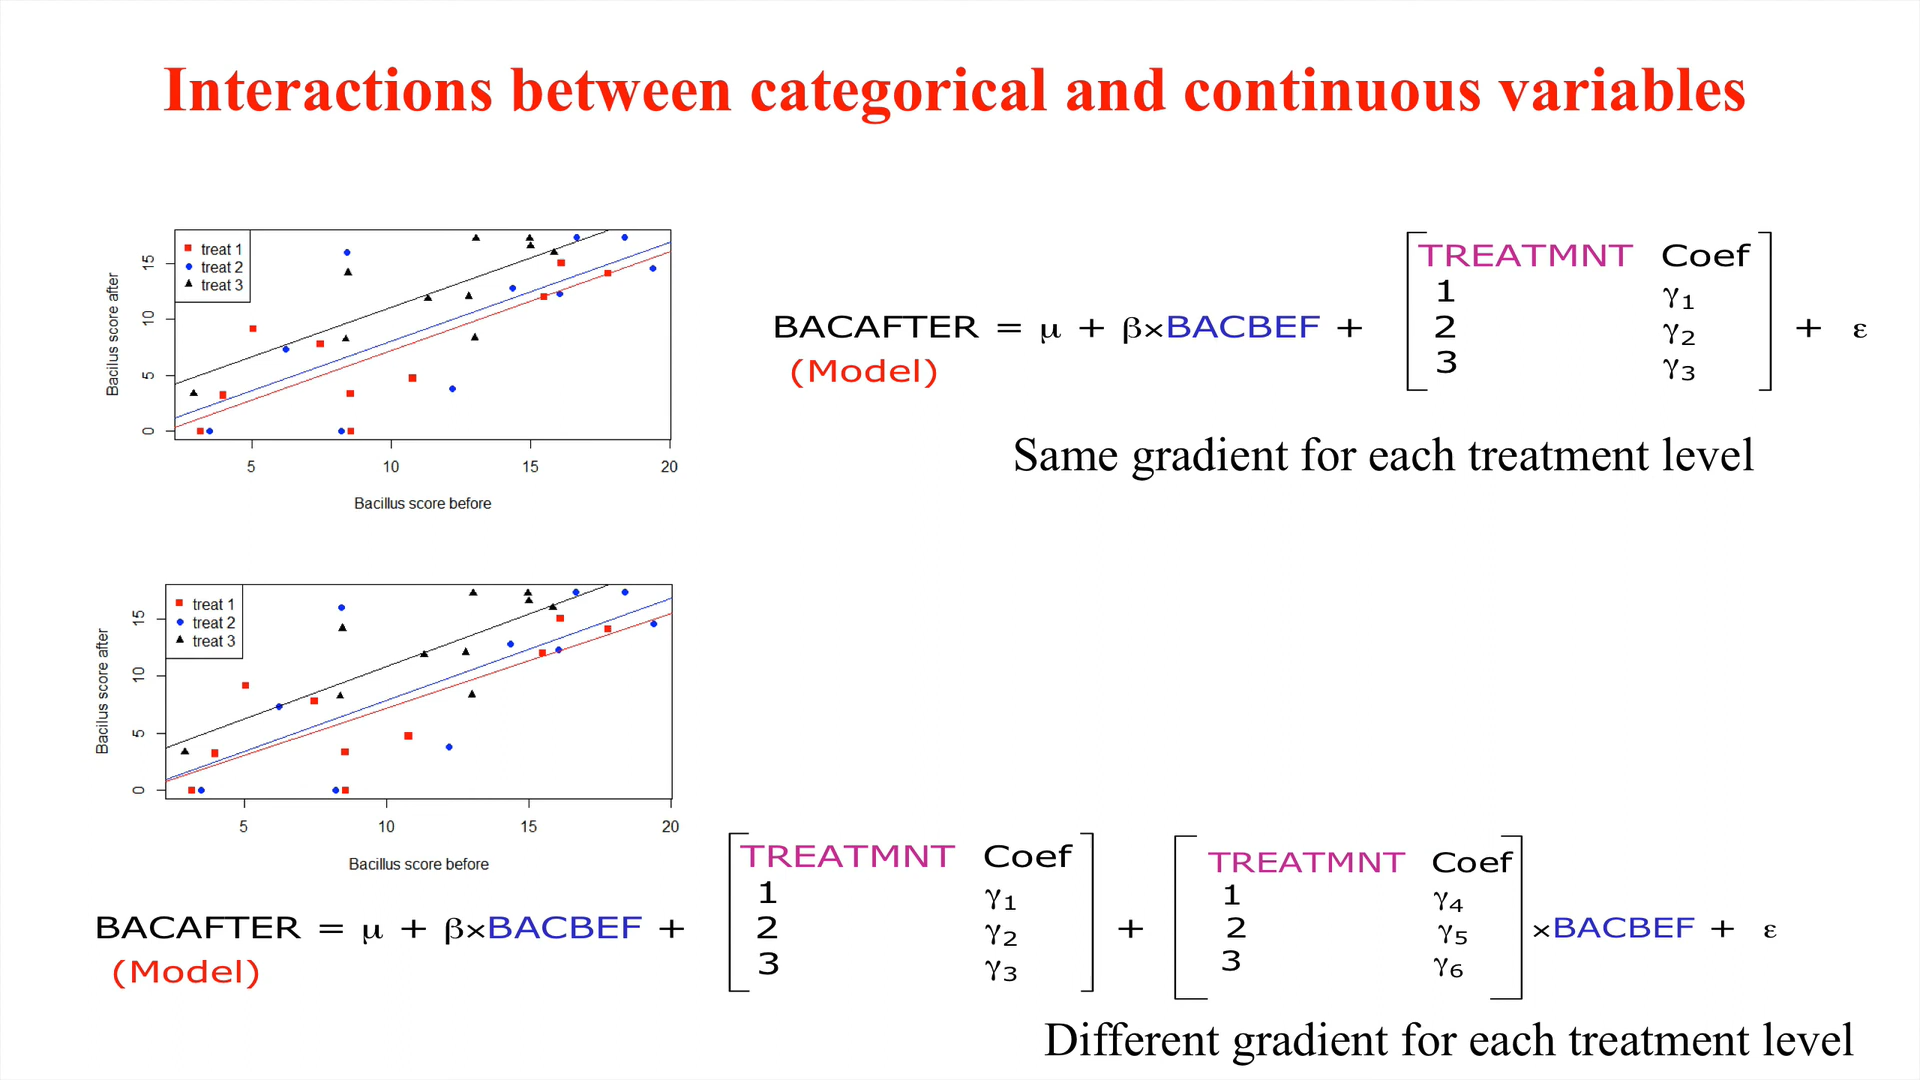 Interactions between categorical and continuous variables
treat 1
treat 2
treat 3
Bacillus score after
0
5
10
15
5
10
15
20
Bacillus score before
TREATMNT Coef
1 γ1
2 γ2
3 γ3
BACAFTER = μ + β×BACBEF + + ε
(Model)
Same gradient for each treatment level
treat 1
treat 2
treat 3
Bacilus score after
0
5
10
15
5
10
15
20
Bacillus score before
TREATMNT Coef
1 γ1
2 γ2
3 γ3
TREATMNT Coef
1 γ4
2 γ5
3 γ6
BACAFTER = μ + β×BACBEF + + ×BACBEF + ε
(Model)
Different gradient for each treatment level